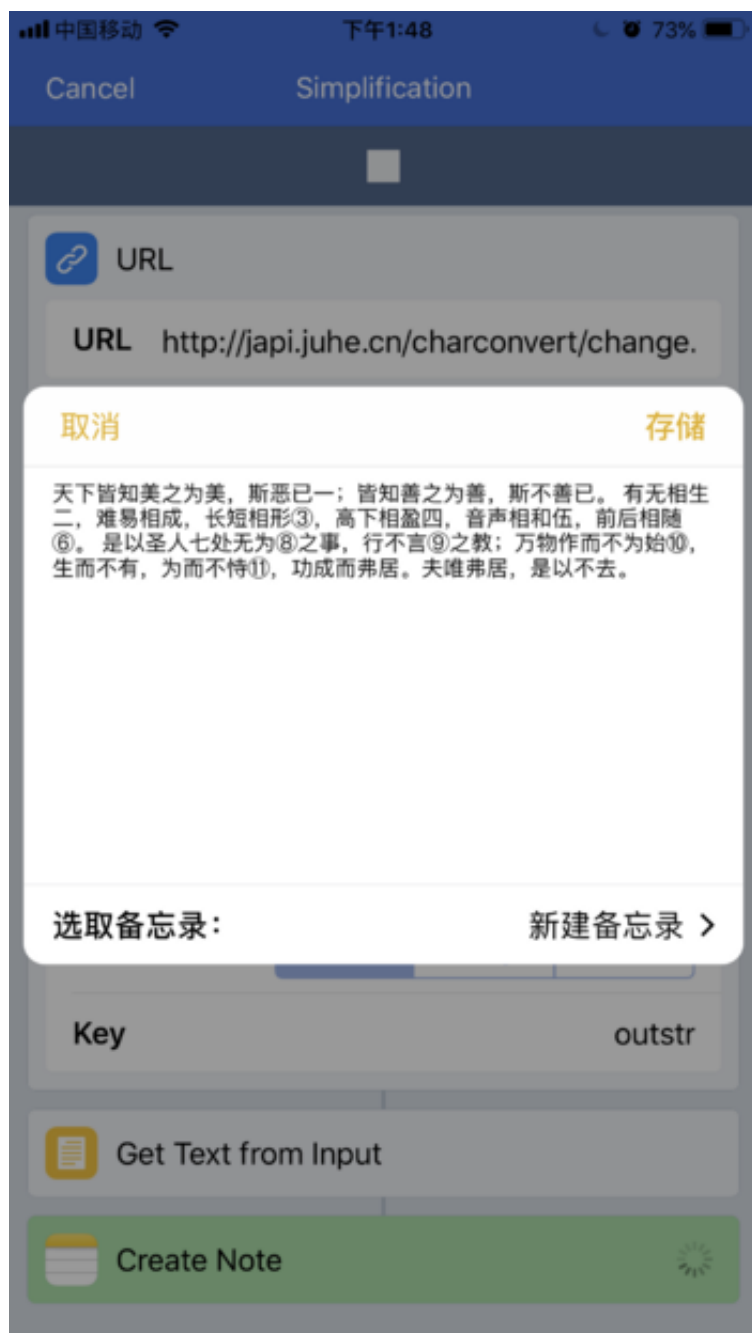 中国移动 下午1:48 73%
Cancel Simplification
URL
URL http://japi.juhe.cn/charconvert/change.
取消 存储
天下皆知美之为美，斯恶已一；皆知善之为善，斯不善已。 有无相生
二，难易相成，长短相形③，高下相盈四，音声相和伍，前后相随
⑥。 是以圣人七处无为⑧之事，行不言⑨之教；万物作而不为始⑩，
生而不有，为而不恃⑪，功成而弗居。夫唯弗居，是以不去。
选取备忘录： 新建备忘录
Key outstr
Get Text from Input
Create Note